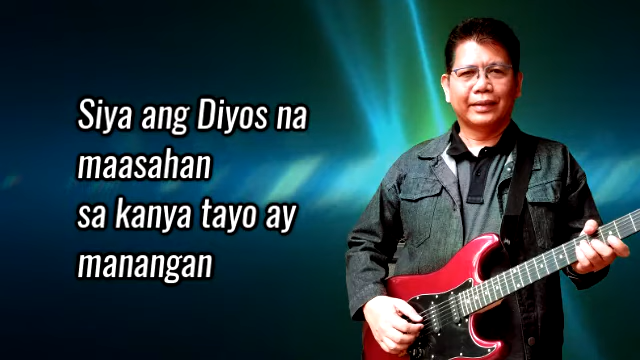 Siya ang Diyos na
maasahan
sa kanya tayo ay
manangan